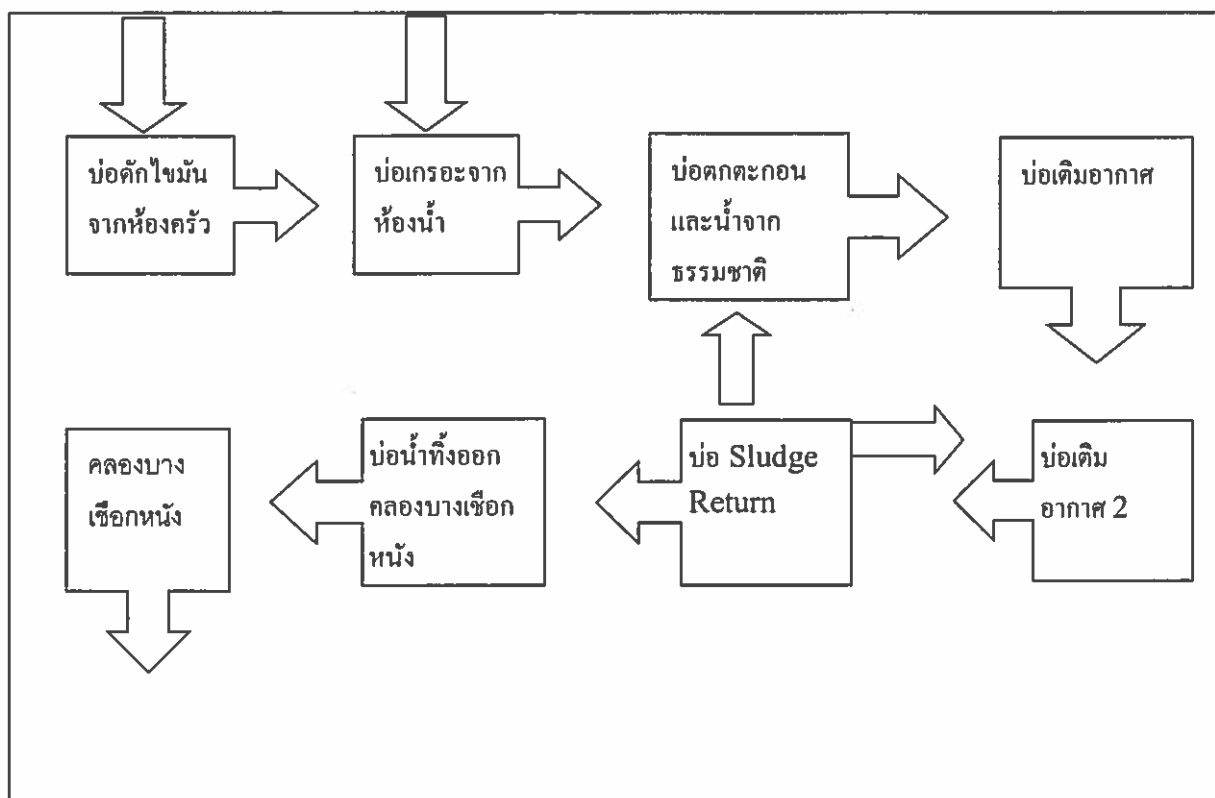 บ่อดักไขมัน
จากห้องครัว
บ่อเกรอะจาก
ห้องน้ำ
บ่อตกตะกอน
และน้ำจาก
ธรรมชาติ
บ่อเติมอากาศ
คลองบาง
เชือกหนัง
บ่อน้ำทิ้งออก
คลองบางเชือก
หนัง
บ่อ Sludge
Return
บ่อเติม
อากาศ 2